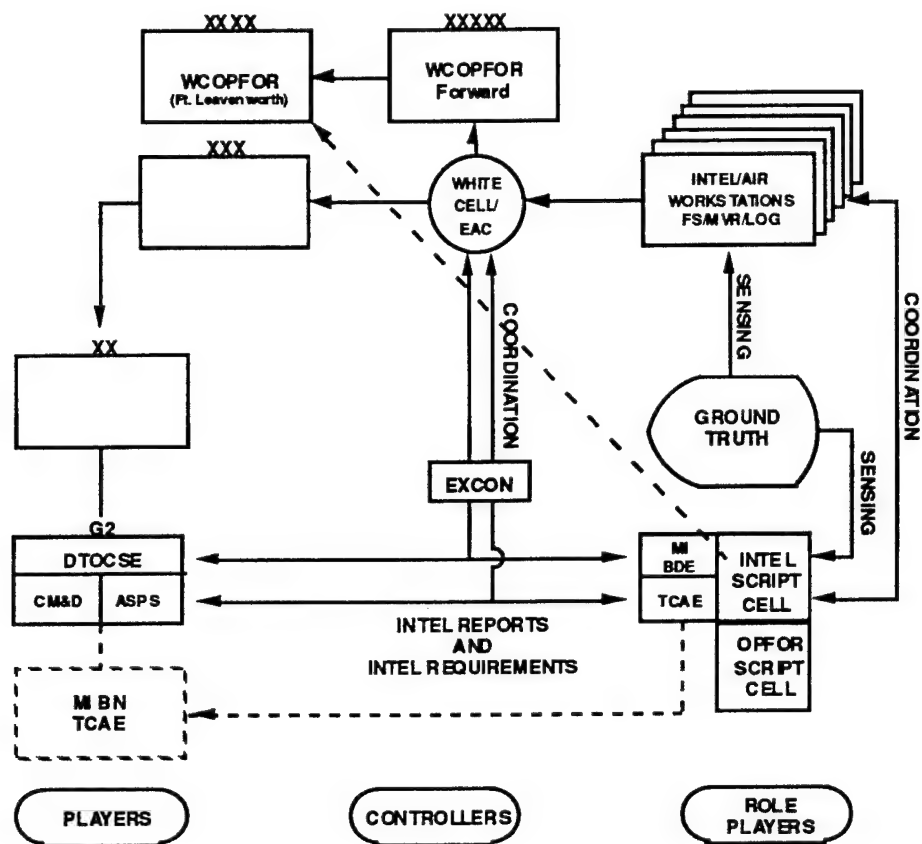 XXXX
WCOPFOR
(Ft. Leavenworth)
XXXXX
WCOPFOR
Forward
XXX
WHITE
CELL/
EAC
INTEL/AIR
WORKSTATIONS
FS/MVR/LOG
SENSING
COORDINATION
COORDINATION
XX
GROUND
TRUTH
SENSING
EXCON
G2
DTOCSE
CM&D
ASPS
MI
BDE
TCAE
INTEL
SCRIPT
CELL
OPFOR
SCRIPT
CELL
INTEL REPORTS
AND
INTEL REQUIREMENTS
MI BN
TCAE
PLAYERS
CONTROLLERS
ROLE
PLAYERS